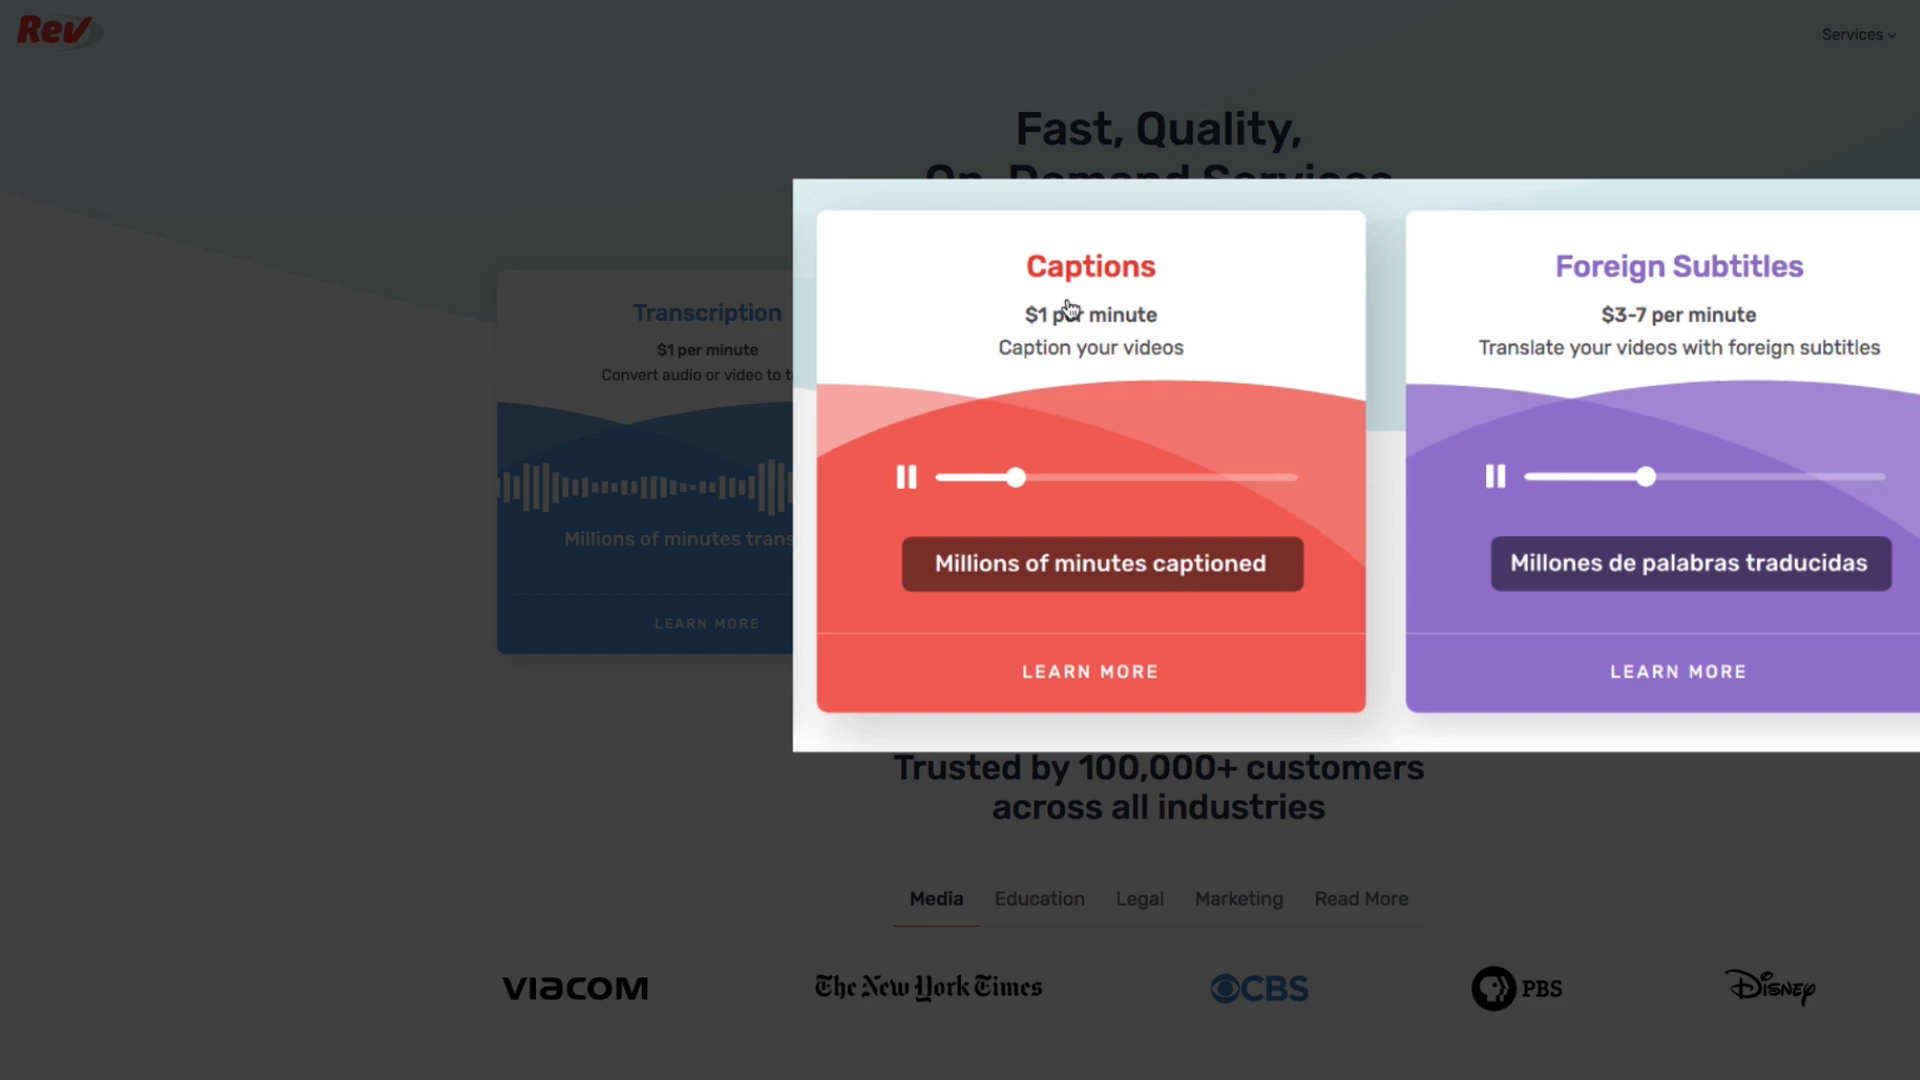 Rev
Services
Fast, Quality,
On-Demand Services
Transcription
$1 per minute
Convert audio or video to
Millions of minutes
LEARN MORE
Captions
$1 per minute
Caption your videos
Millions of minutes captioned
LEARN MORE
Foreign Subtitles
$3-7 per minute
Translate your videos with foreign subtitles
Millones de palabras traducidas
LEARN MORE
Trusted by 100,000+ customers
across all industries
Media Education Legal Marketing Read More
VIACOM The New York Times CBS PBS Disney